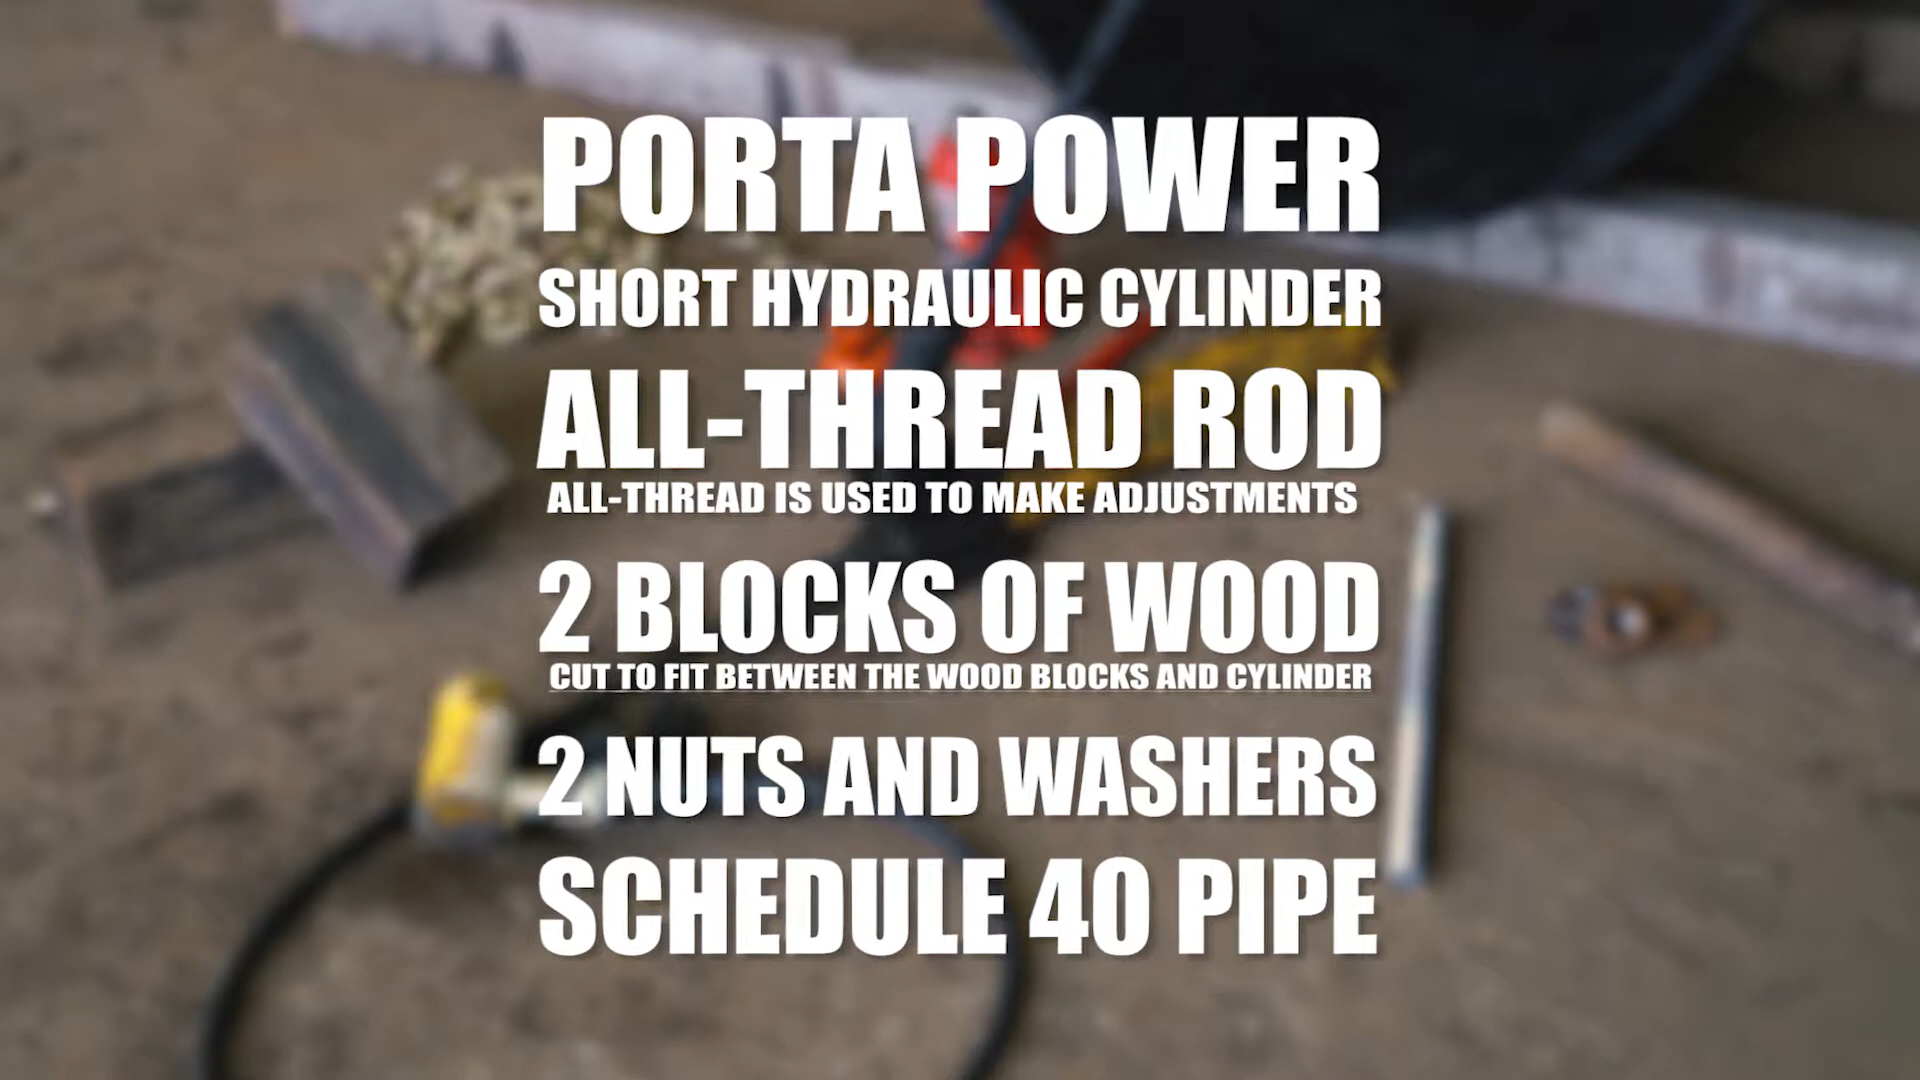 PORTA POWER
SHORT HYDRAULIC CYLINDER
ALL-THREAD ROD
ALL-THREAD IS USED TO MAKE ADJUSTMENTS
2 BLOCKS OF WOOD
CUT TO FIT BETWEEN THE WOOD BLOCKS AND CYLINDER
2 NUTS AND WASHERS
SCHEDULE 40 PIPE